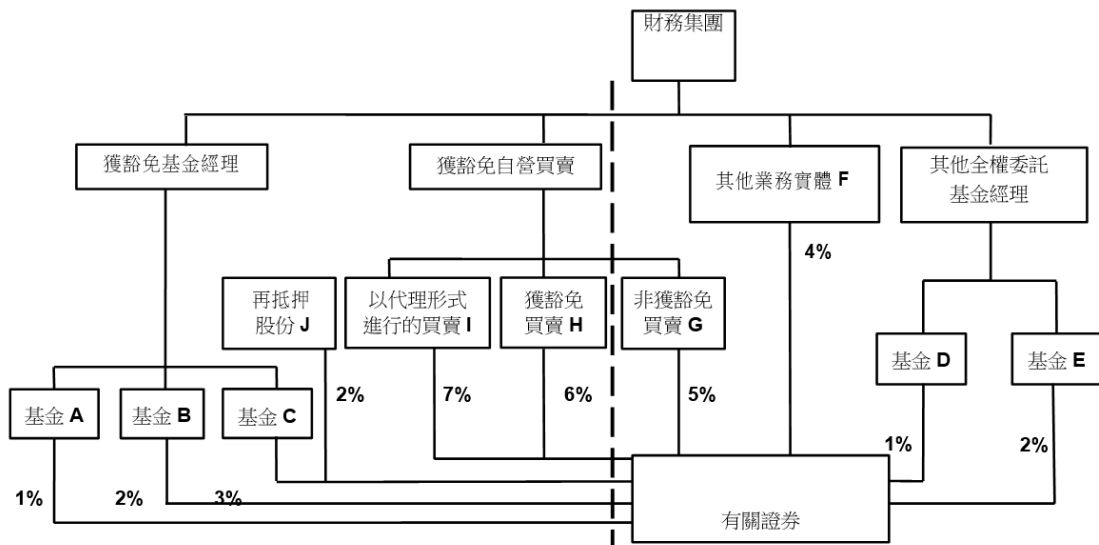 財務集團
獲豁免基金經理
獲豁免自營買賣
其他業務實體 F
其他全權委託
基金經理
4%
再抵押
股份 J
以代理形式
進行的買賣 I
獲豁免
買賣 H
非獲豁免
買賣 G
基金 D
基金 E
2%
7%
6%
5%
基金 A
基金 B
基金 C
1%
2%
1%
2%
3%
有關證券